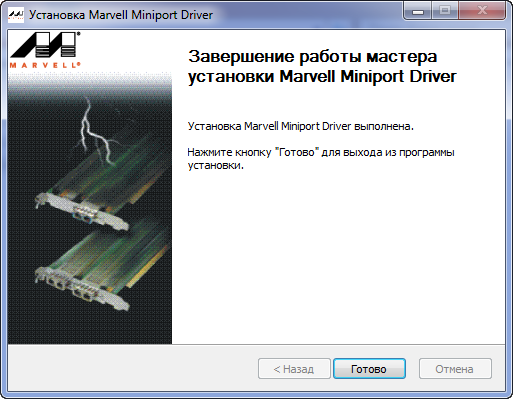 Установка Marvell Miniport Driver
MARVELL®
Завершение работы мастера
установки Marvell Miniport Driver
Установка Marvell Miniport Driver выполнена.
Нажмите кнопку "Готово" для выхода из программы
установки.
< Назад
Готово
Отмена